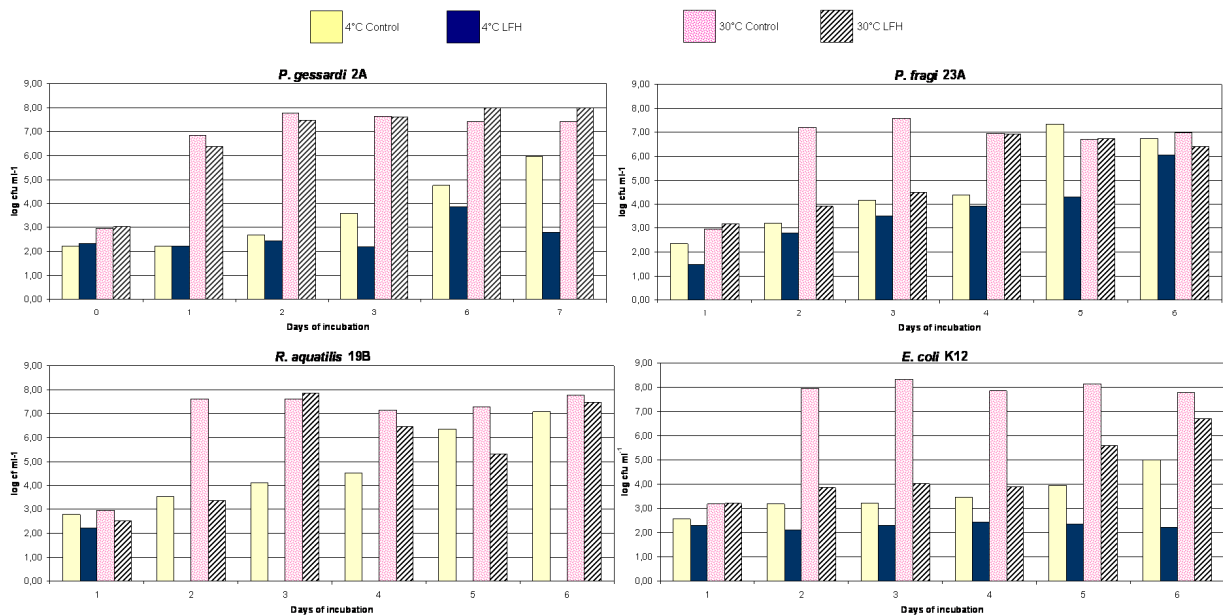 4°C Control
4°C LFH
30°C Control
30°C LFH
P. gessardi 2A
9,00
8,00
7,00
6,00
5,00
4,00
3,00
2,00
1,00
0,00
log cfu ml-1
0 1 2 3 6 7
Days of incubation
P. fragi 23A
9,00
8,00
7,00
6,00
5,00
4,00
3,00
2,00
1,00
0,00
log cfu ml-1
1 2 3 4 5 6
Days of incubation
R. aquatilis 19B
9,00
8,00
7,00
6,00
5,00
4,00
3,00
2,00
1,00
0,00
log cf ml-1
1 2 3 4 5 6
Days of incubation
E. coli K12
9,00
8,00
7,00
6,00
5,00
4,00
3,00
2,00
1,00
0,00
log cfu ml-1
1 2 3 4 5 6
Days of incubation